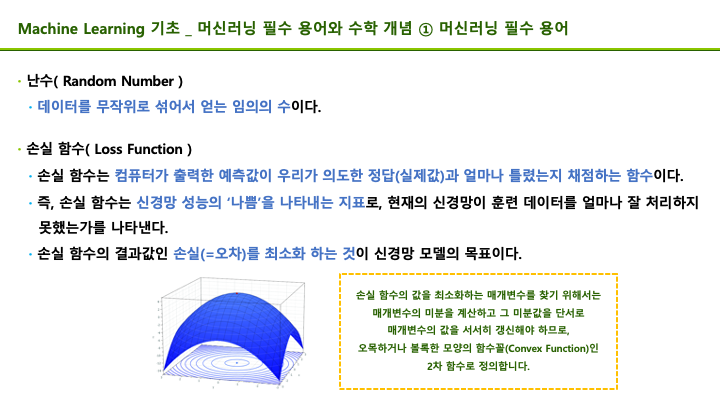 Machine Learning 기초 _ 머신러닝 필수 용어와 수학 개념 ① 머신러닝 필수 용어
• 난수( Random Number )
• 데이터를 무작위로 섞어서 얻는 임의의 수이다.
• 손실 함수( Loss Function )
• 손실 함수는 컴퓨터가 출력한 예측값이 우리가 의도한 정답(실제값)과 얼마나 틀렸는지 채점하는 함수이다.
• 즉, 손실 함수는 신경망 성능의 ‘나쁨’을 나타내는 지표로, 현재의 신경망이 훈련 데이터를 얼마나 잘 처리하지
못했는가를 나타낸다.
• 손실 함수의 결과값인 손실(=오차)를 최소화 하는 것이 신경망 모델의 목표이다.
손실 함수의 값을 최소화하는 매개변수를 찾기 위해서는
매개변수의 미분을 계산하고 그 미분값을 단서로
매개변수의 값을 서서히 갱신해야 하므로,
오목하거나 볼록한 모양의 함수꼴(Convex Function)인
2차 함수로 정의합니다.